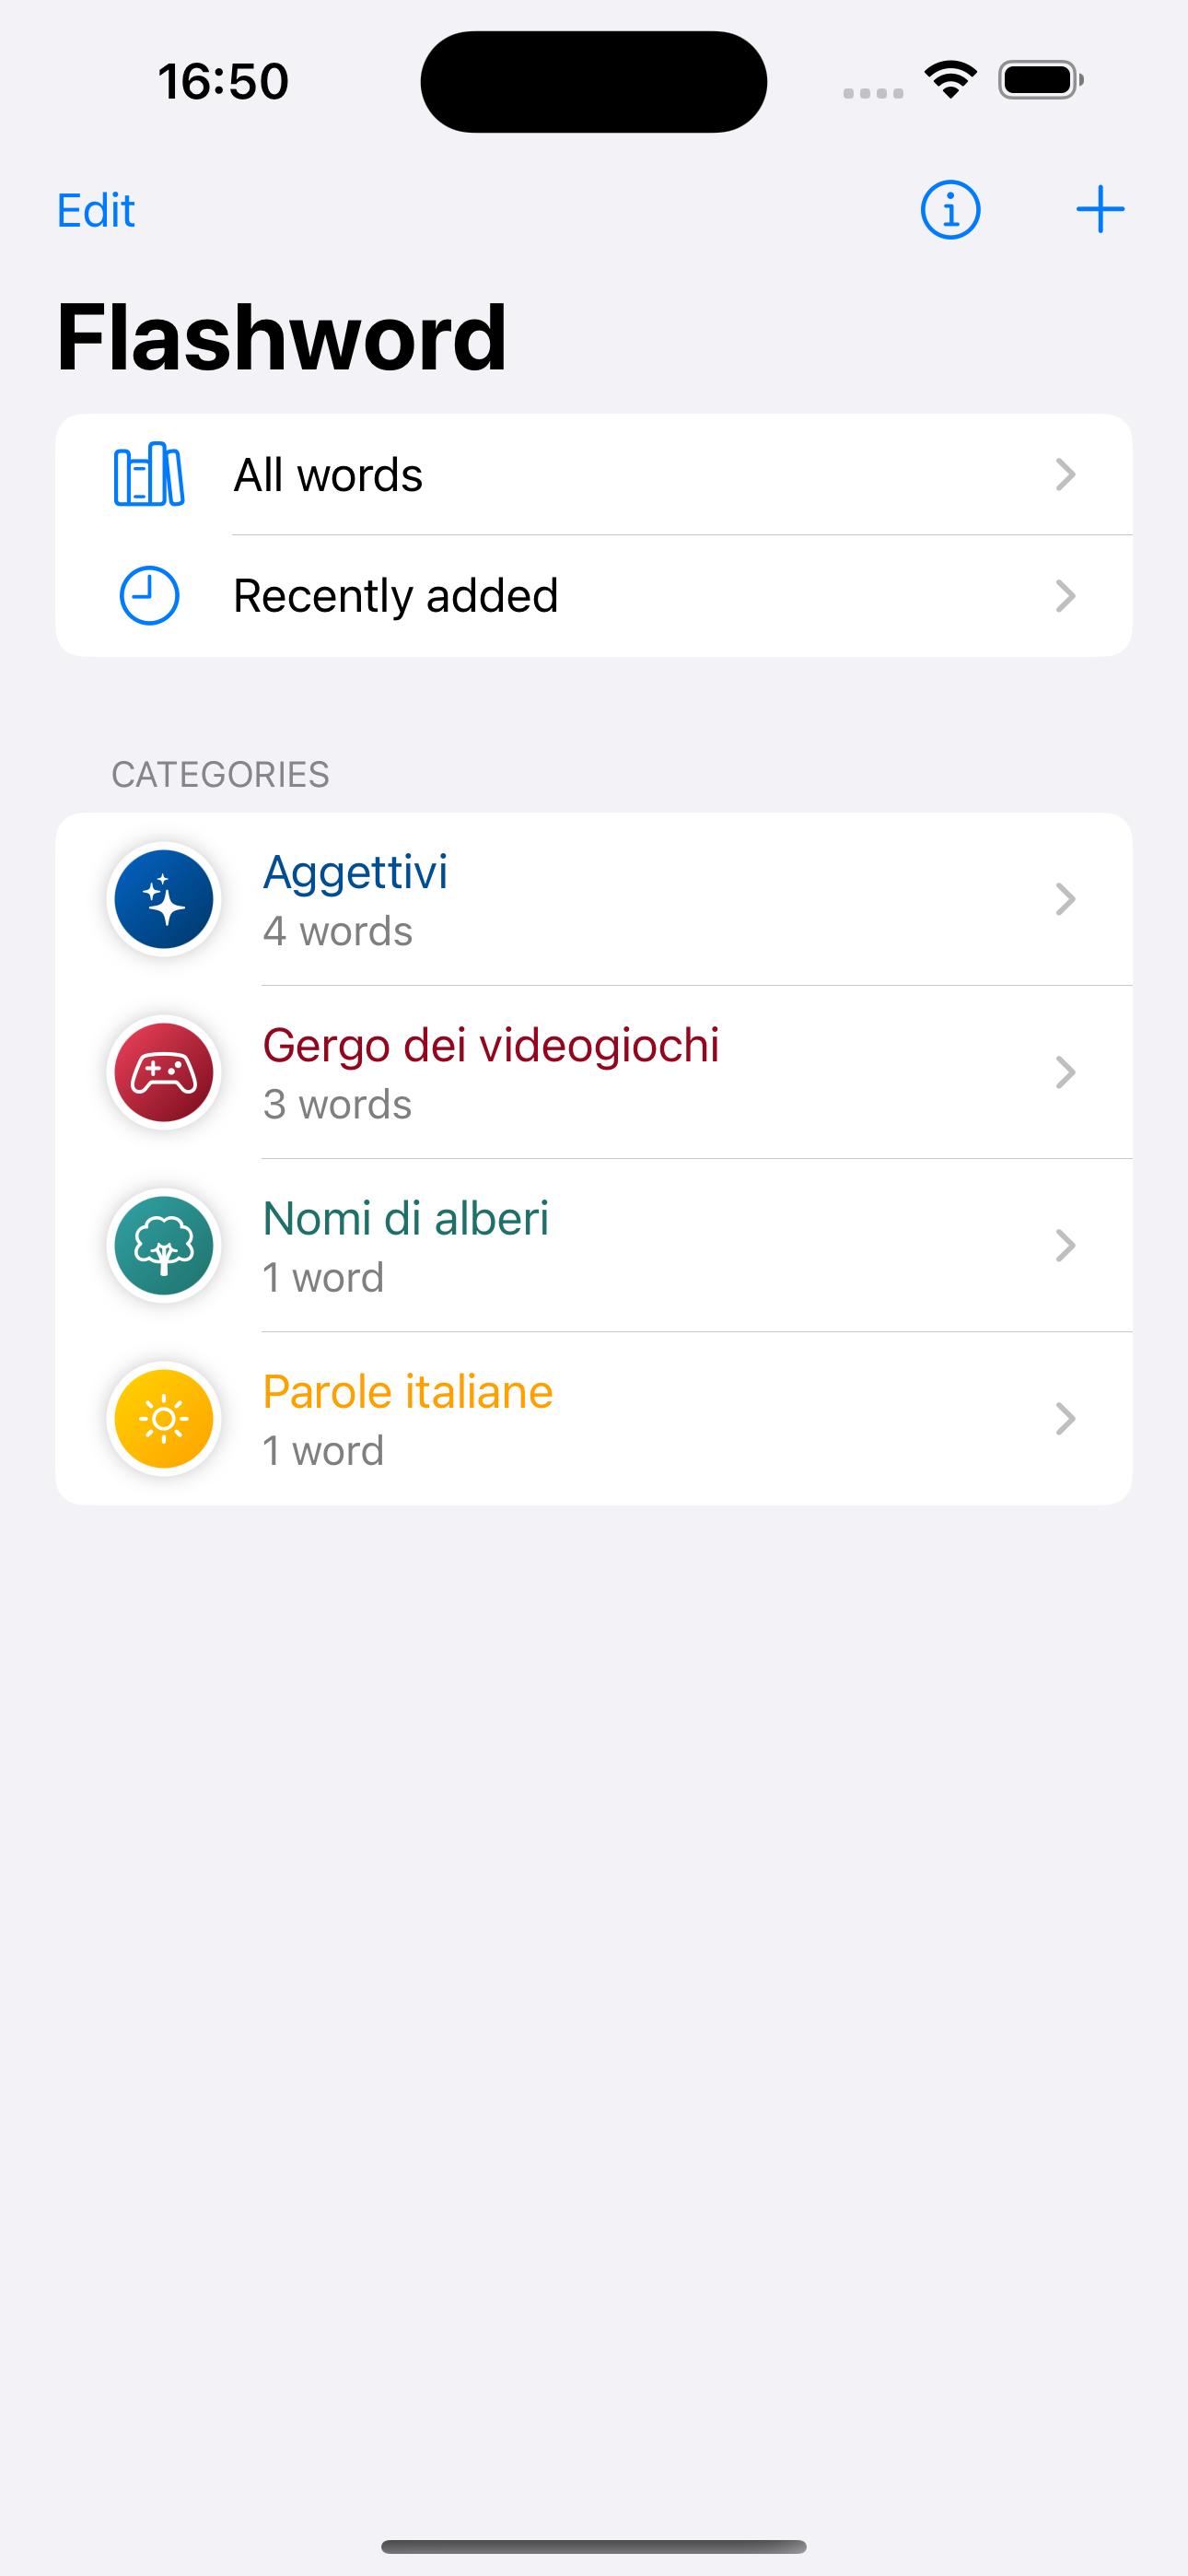 16:50
Edit
Flashword
All words
Recently added
CATEGORIES
Aggettivi
4 words
Gergo dei videogiochi
3 words
Nomi di alberi
1 word
Parole italiane
1 word